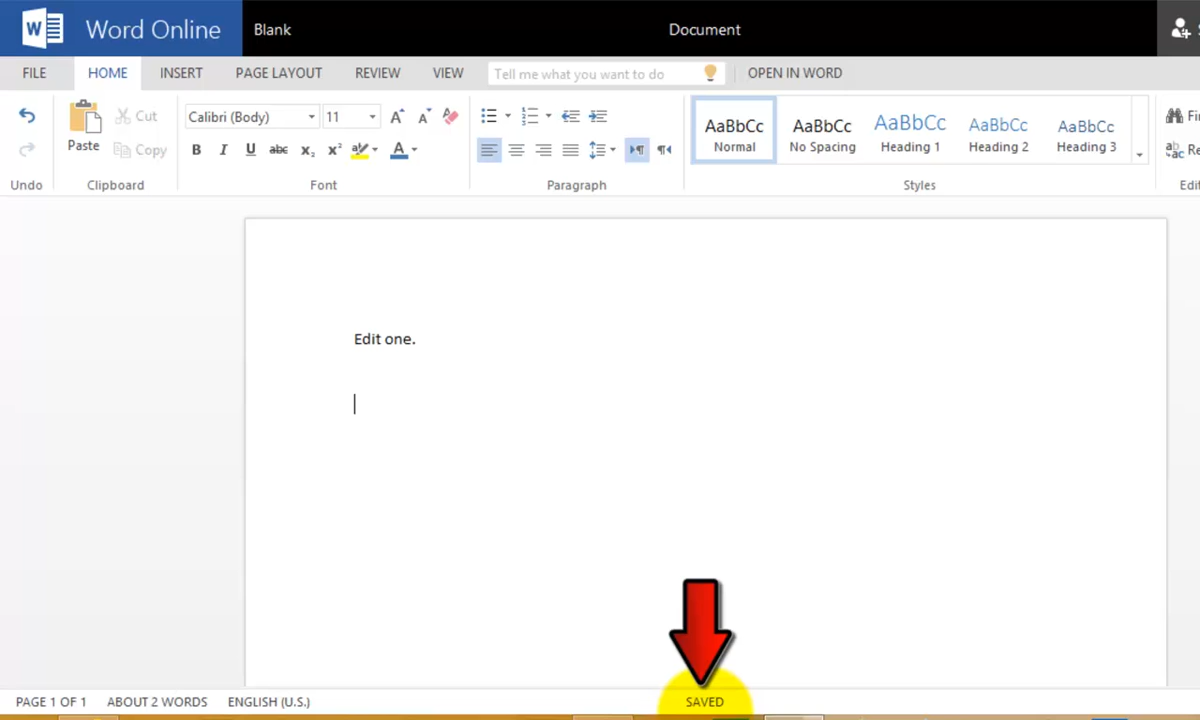 W Word Online Blank Document
FILE HOME INSERT PAGE LAYOUT REVIEW VIEW Tell me what you want to do OPEN IN WORD
Calibri (Body) 11
Cut
Paste
Copy
B I U abc x₂ x² A
AaBbCc AaBbCc AaBbCc AaBbCc AaBbCc
Normal No Spacing Heading 1 Heading 2 Heading 3
Undo Clipboard Font Paragraph Styles
Edit one.
PAGE 1 OF 1 ABOUT 2 WORDS ENGLISH (U.S.) SAVED